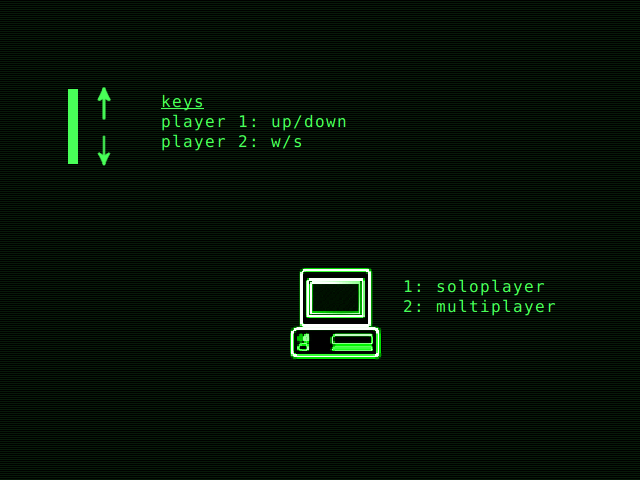 keys
player 1: up/down
player 2: w/s
1: soloplayer
2: multiplayer